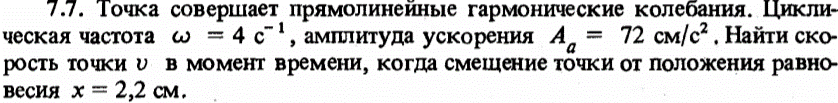 7.7. Точка совершает прямолинейные гармонические колебания. Цикли-
ческая частота ω = 4 с⁻¹, амплитуда ускорения Aₐ = 72 см/с². Найти ско-
рость точки υ в момент времени, когда смещение точки от положения равно-
весия x = 2,2 см.